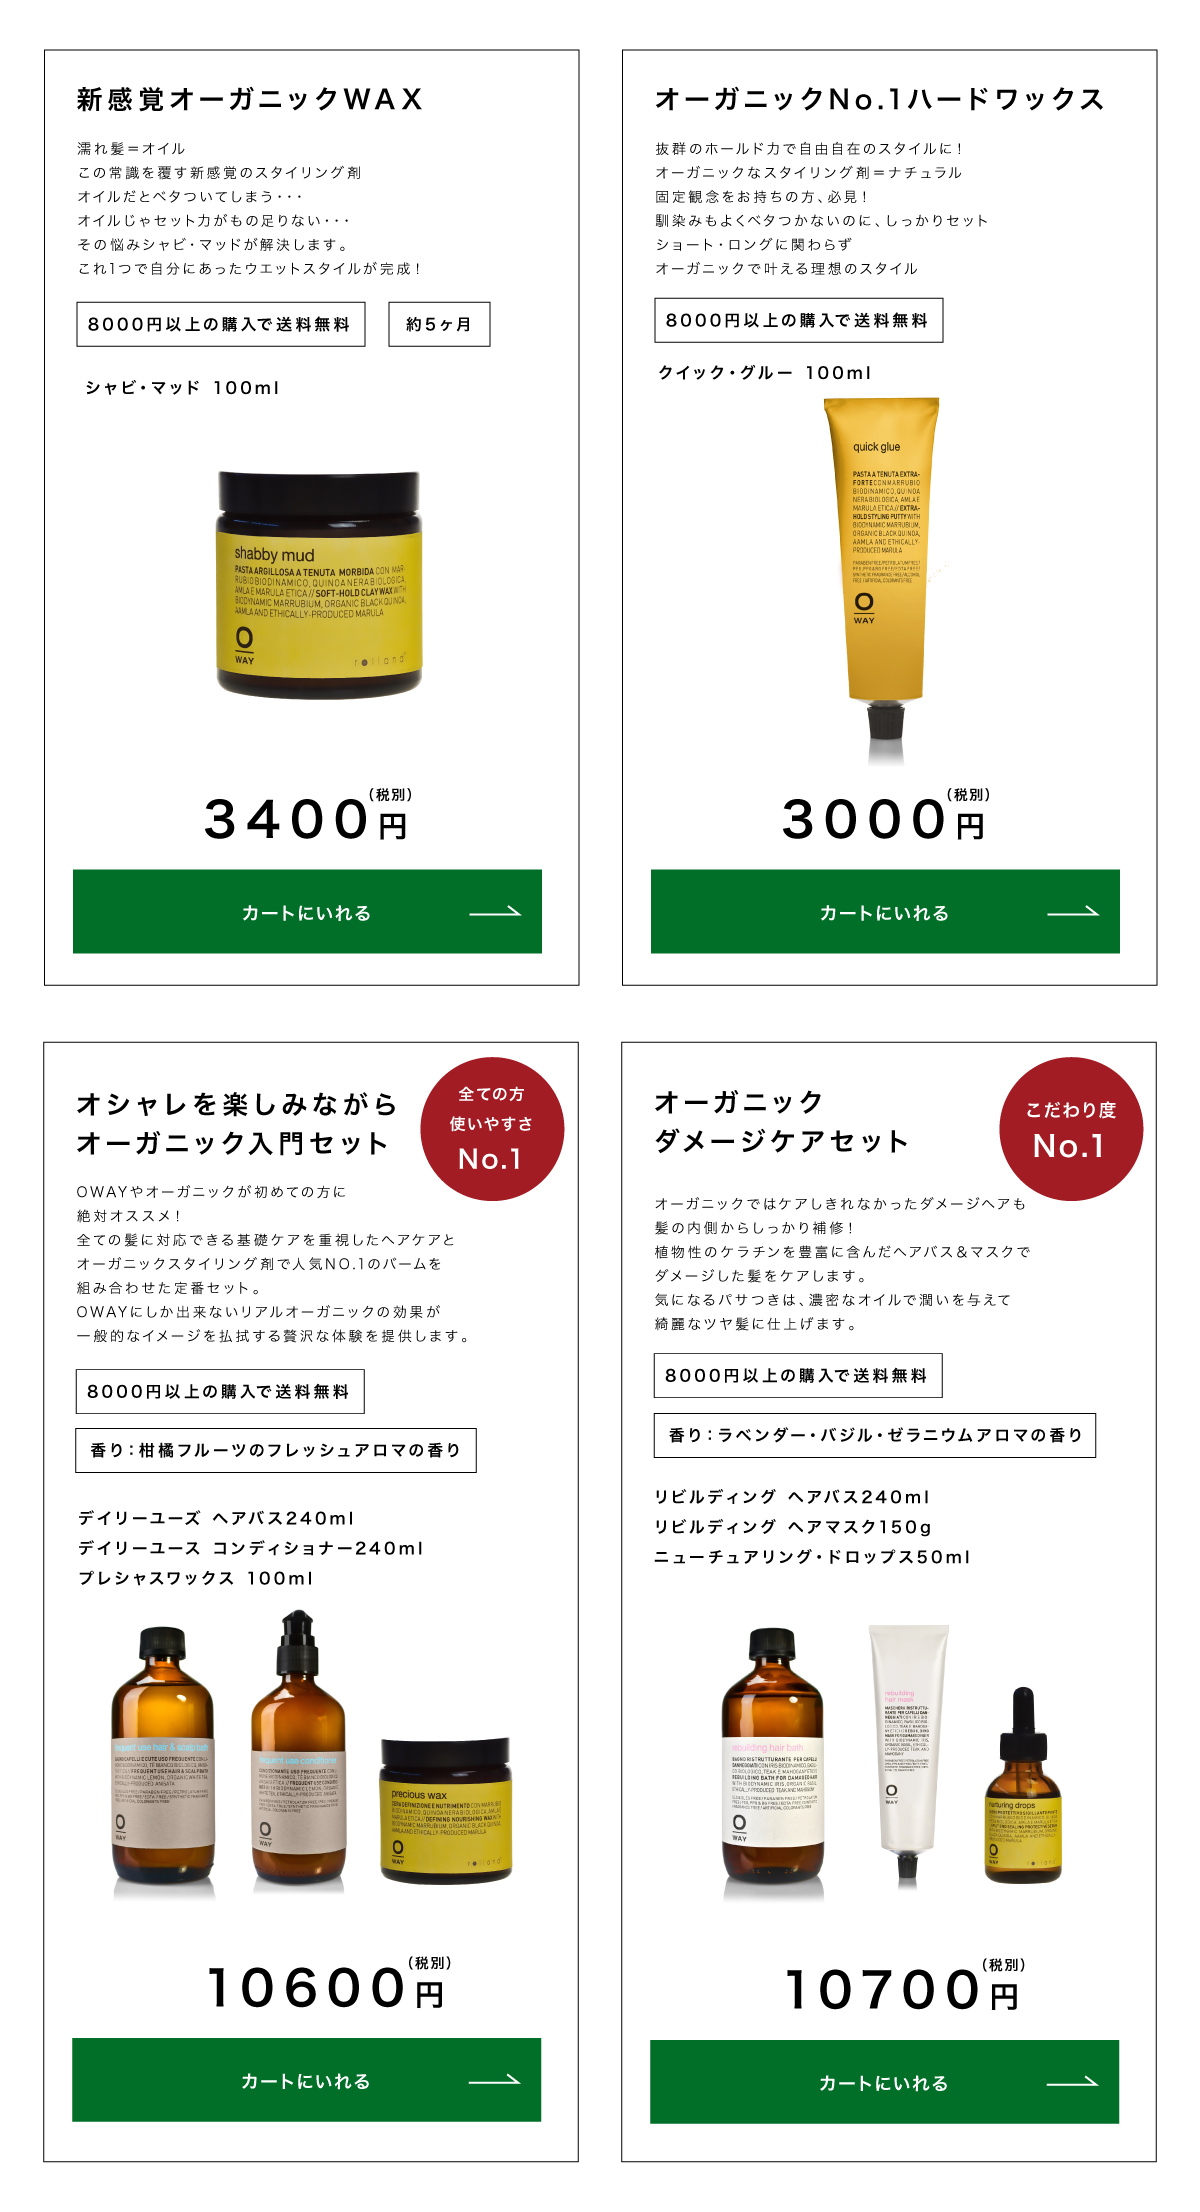 新感覚オーガニックWAX
濡れ髪＝オイル
この常識を覆す新感覚のスタイリング剤
オイルだとベタついてしまう・・・
オイルじゃセット力がもの足りない・・・
その悩みシャビ・マッドが解決します。
これ1つで自分にあったウエットスタイルが完成！
8000円以上の購入で送料無料
約5ヶ月
シャビ・マッド 100ml
shabby mud
PASTA ARGILLOSA A TENUTA MORBIDA CON MAR-
RUBIO BIODINAMICO, QUINOA NERA BIOLOGICA,
AMLA E MARULA ETICA // SOFT-HOLD CLAY WAX WITH
BIODYNAMIC MARRUBIUM, ORGANIC BLACK QUINOA,
AAMLA AND ETHICALLY-PRODUCED MARULA
O
WAY
rolland
3400円
（税別）
カートにいれる
オーガニックNo.1ハードワックス
抜群のホールド力で自由自在のスタイルに！
オーガニックなスタイリング剤＝ナチュラル
固定観念をお持ちの方、必見！
馴染みもよくベタつかないのに、しっかりセット
ショート・ロングに関わらず
オーガニックで叶える理想のスタイル
8000円以上の購入で送料無料
クイック・グルー 100ml
quick glue
PASTA A TENUTA EXTRA-
FORTE CON MARRUBIO
BIODINAMICO, QUINOA
NERA BIOLOGICA, AMLA E
MARULA ETICA // EXTRA-
HOLD STYLING PUTTY WITH
BIODYNAMIC MARRUBIUM,
ORGANIC BLACK QUINOA,
AAMLA AND ETHICALLY-
PRODUCED MARULA
O
WAY
3000円
（税別）
カートにいれる
オシャレを楽しみながら
オーガニック入門セット
全ての方
使いやすさ
No.1
OWAYやオーガニックが初めての方に
絶対オススメ！
全ての髪に対応できる基礎ケアを重視したヘアケアと
オーガニックスタイリング剤で人気NO.1のバームを
組み合わせた定番セット。
OWAYにしか出来ないリアルオーガニックの効果が
一般的なイメージを払拭する贅沢な体験を提供します。
8000円以上の購入で送料無料
香り：柑橘フルーツのフレッシュアロマの香り
デイリーユーズ ヘアバス240ml
デイリーユース コンディショナー240ml
プレシャスワックス 100ml
frequent use hair & scalp bath
O
WAY
frequent use conditioner
O
WAY
precious wax
O
WAY
rolland
10600円
（税別）
カートにいれる
オーガニック
ダメージケアセット
こだわり度
No.1
オーガニックではケアしきれなかったダメージヘアも
髪の内側からしっかり補修！
植物性のケラチンを豊富に含んだヘアバス＆マスクで
ダメージした髪をケアします。
気になるパサつきは、濃密なオイルで潤いを与えて
綺麗なツヤ髪に仕上げます。
8000円以上の購入で送料無料
香り：ラベンダー・バジル・ゼラニウムアロマの香り
リビルディング ヘアバス240ml
リビルディング ヘアマスク150g
ニューチュアリング・ドロップス50ml
rebuilding hair bath
O
WAY
rebuilding
hair mask
O
WAY
nurturing drops
O
WAY
rolland
10700円
（税別）
カートにいれる